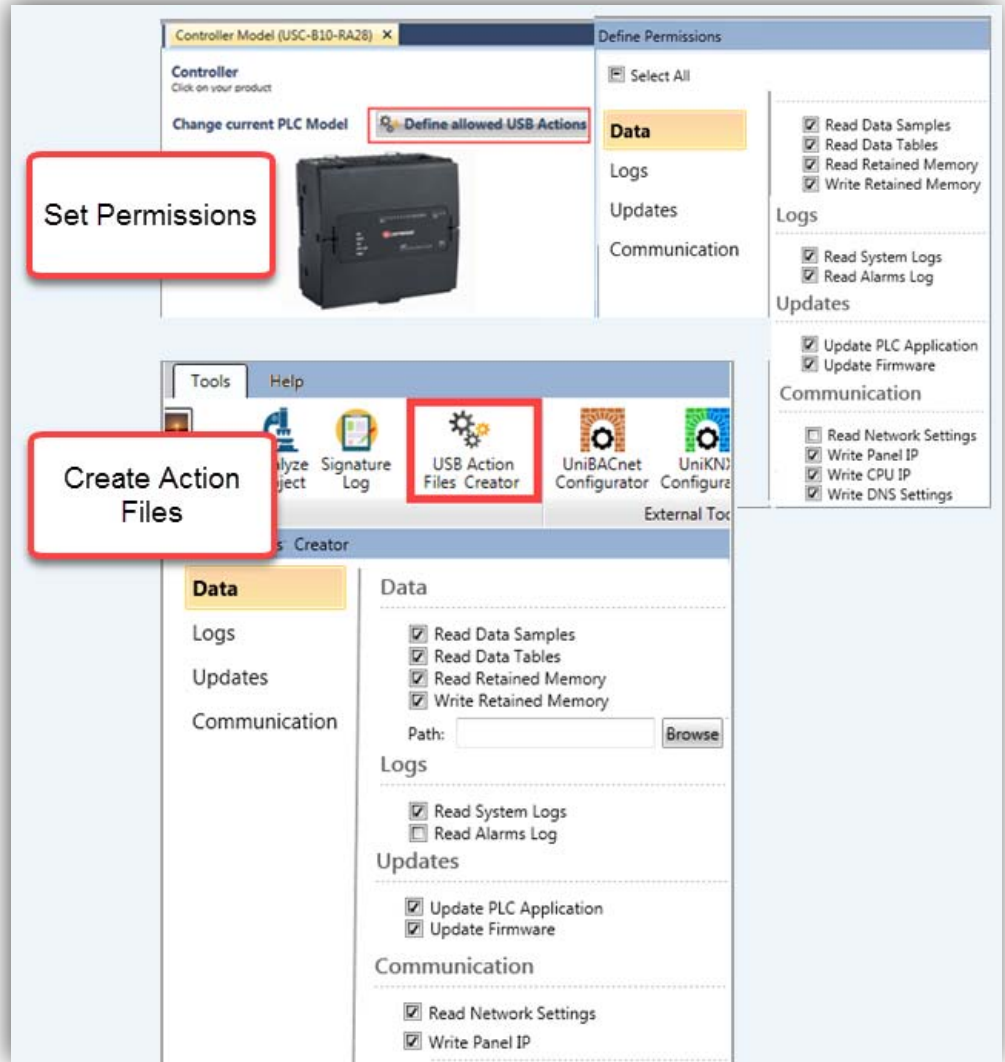 Controller Model (USC-B10-RA28) ×
Controller
Click on your product
Change current PLC Model
Define allowed USB Actions
Set Permissions
Define Permissions
Select All
Data
Logs
Updates
Communication
Read Data Samples
Read Data Tables
Read Retained Memory
Write Retained Memory
Logs
Read System Logs
Read Alarms Log
Updates
Update PLC Application
Update Firmware
Communication
Read Network Settings
Write Panel IP
Write CPU IP
Write DNS Settings
Tools Help
Signature
Log
USB Action
Files Creator
UniBACnet
Configurator
Create Action
Files
Creator
Data
Logs
Updates
Communication
Data
Read Data Samples
Read Data Tables
Read Retained Memory
Write Retained Memory
Path: Browse
Logs
Read System Logs
Read Alarms Log
Updates
Update PLC Application
Update Firmware
Communication
Read Network Settings
Write Panel IP